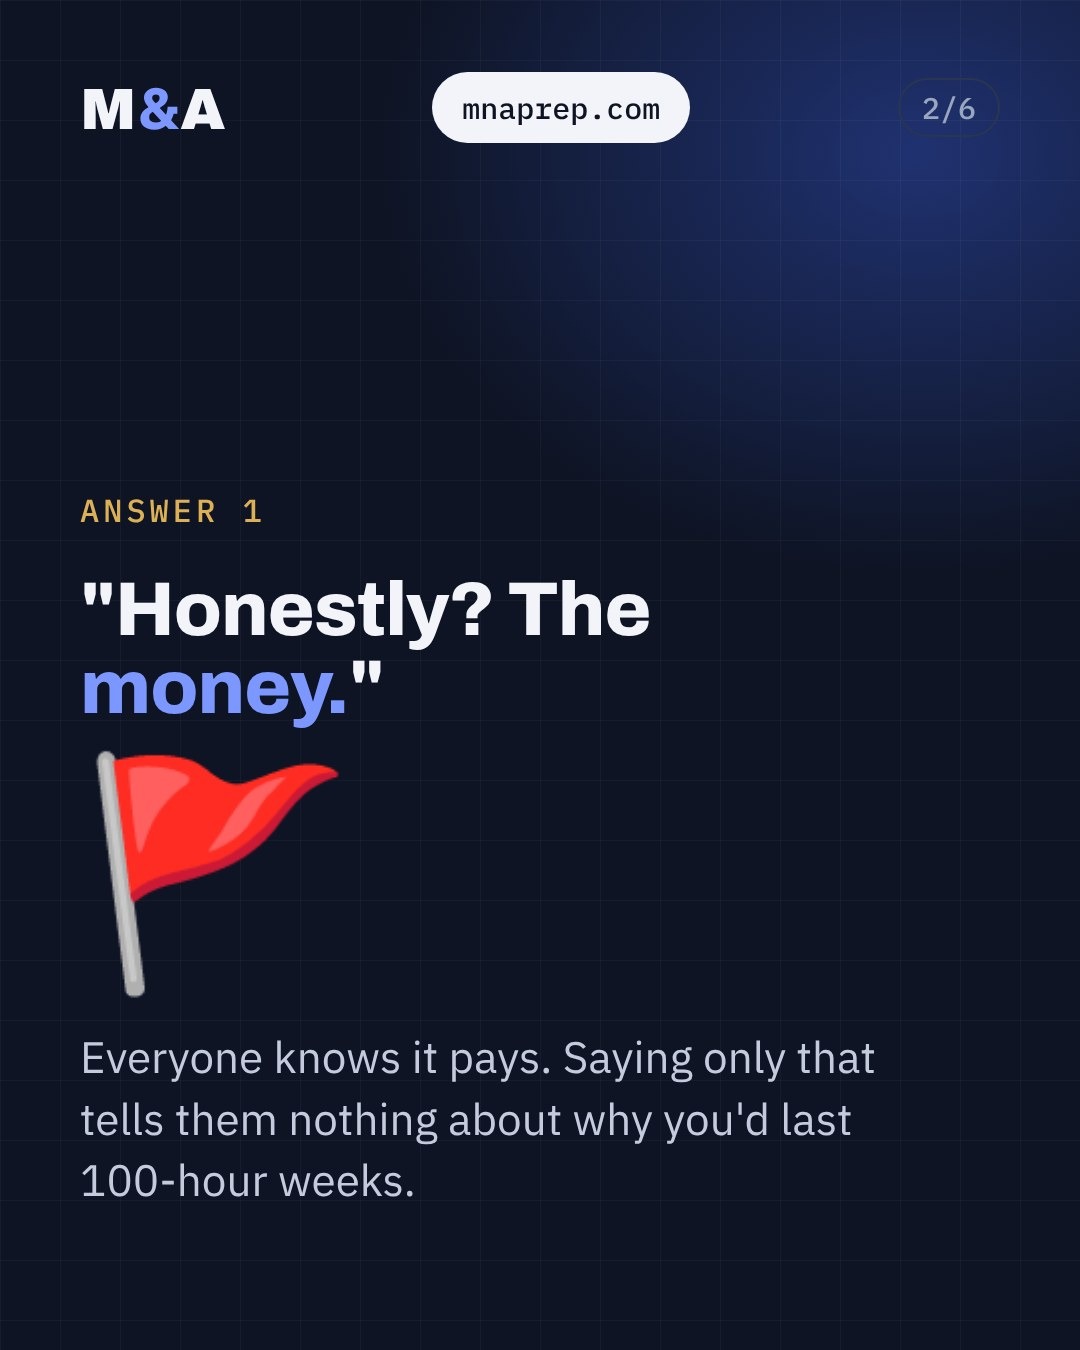 M&A
mnaprep.com
2/6
ANSWER 1
"Honestly? The
money."
Everyone knows it pays. Saying only that
tells them nothing about why you'd last
100-hour weeks.